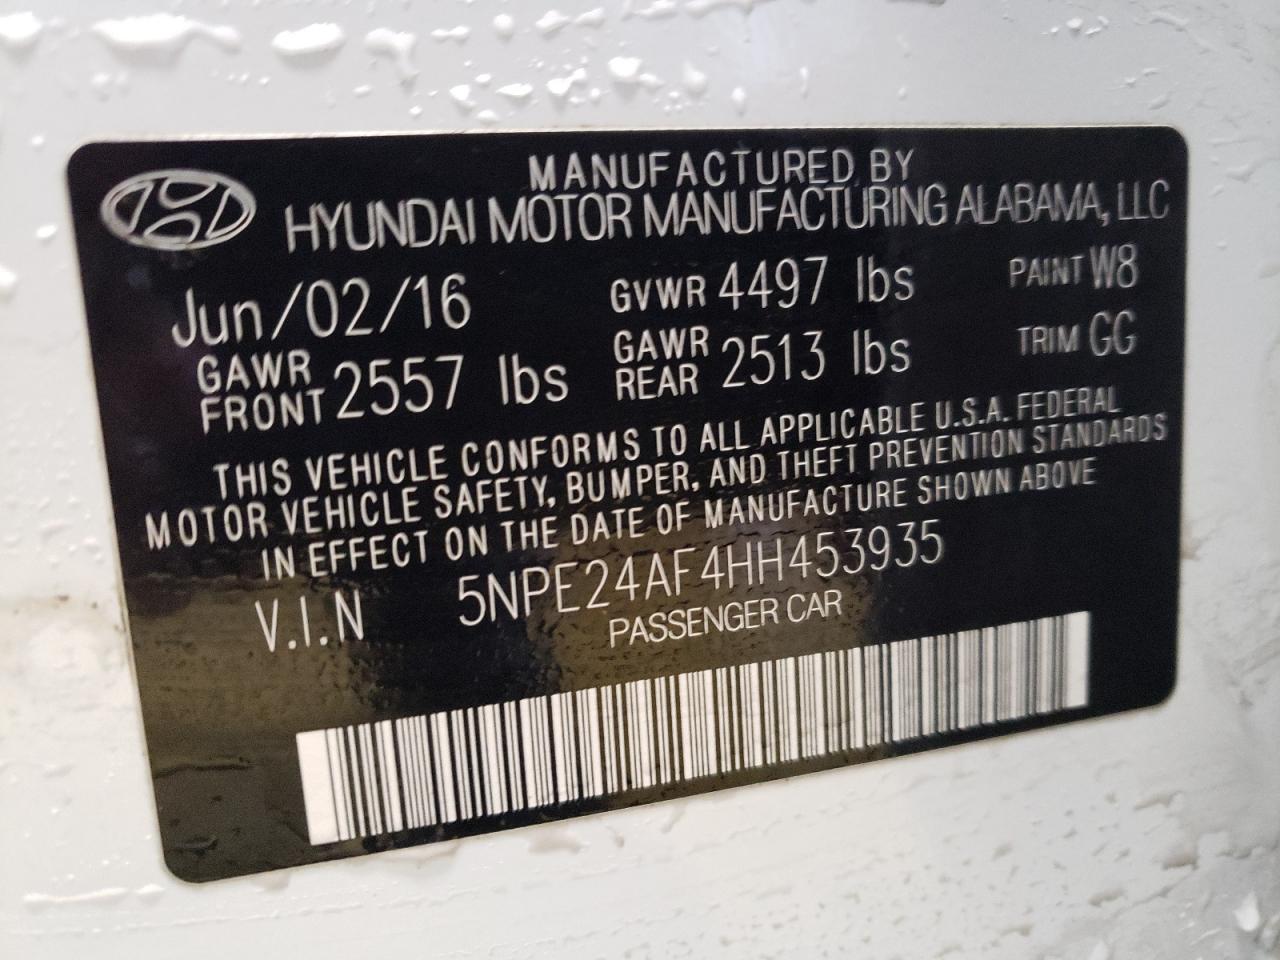 MANUFACTURED BY
HYUNDAI MOTOR MANUFACTURING ALABAMA, LLC
Jun/02/16 GVWR 4497 lbs PAINT W8
GAWR FRONT 2557 lbs GAWR REAR 2513 lbs TRIM GG
THIS VEHICLE CONFORMS TO ALL APPLICABLE U.S.A. FEDERAL
MOTOR VEHICLE SAFETY, BUMPER, AND THEFT PREVENTION STANDARDS
IN EFFECT ON THE DATE OF MANUFACTURE SHOWN ABOVE
V.I.N 5NPE24AF4HH453935
PASSENGER CAR